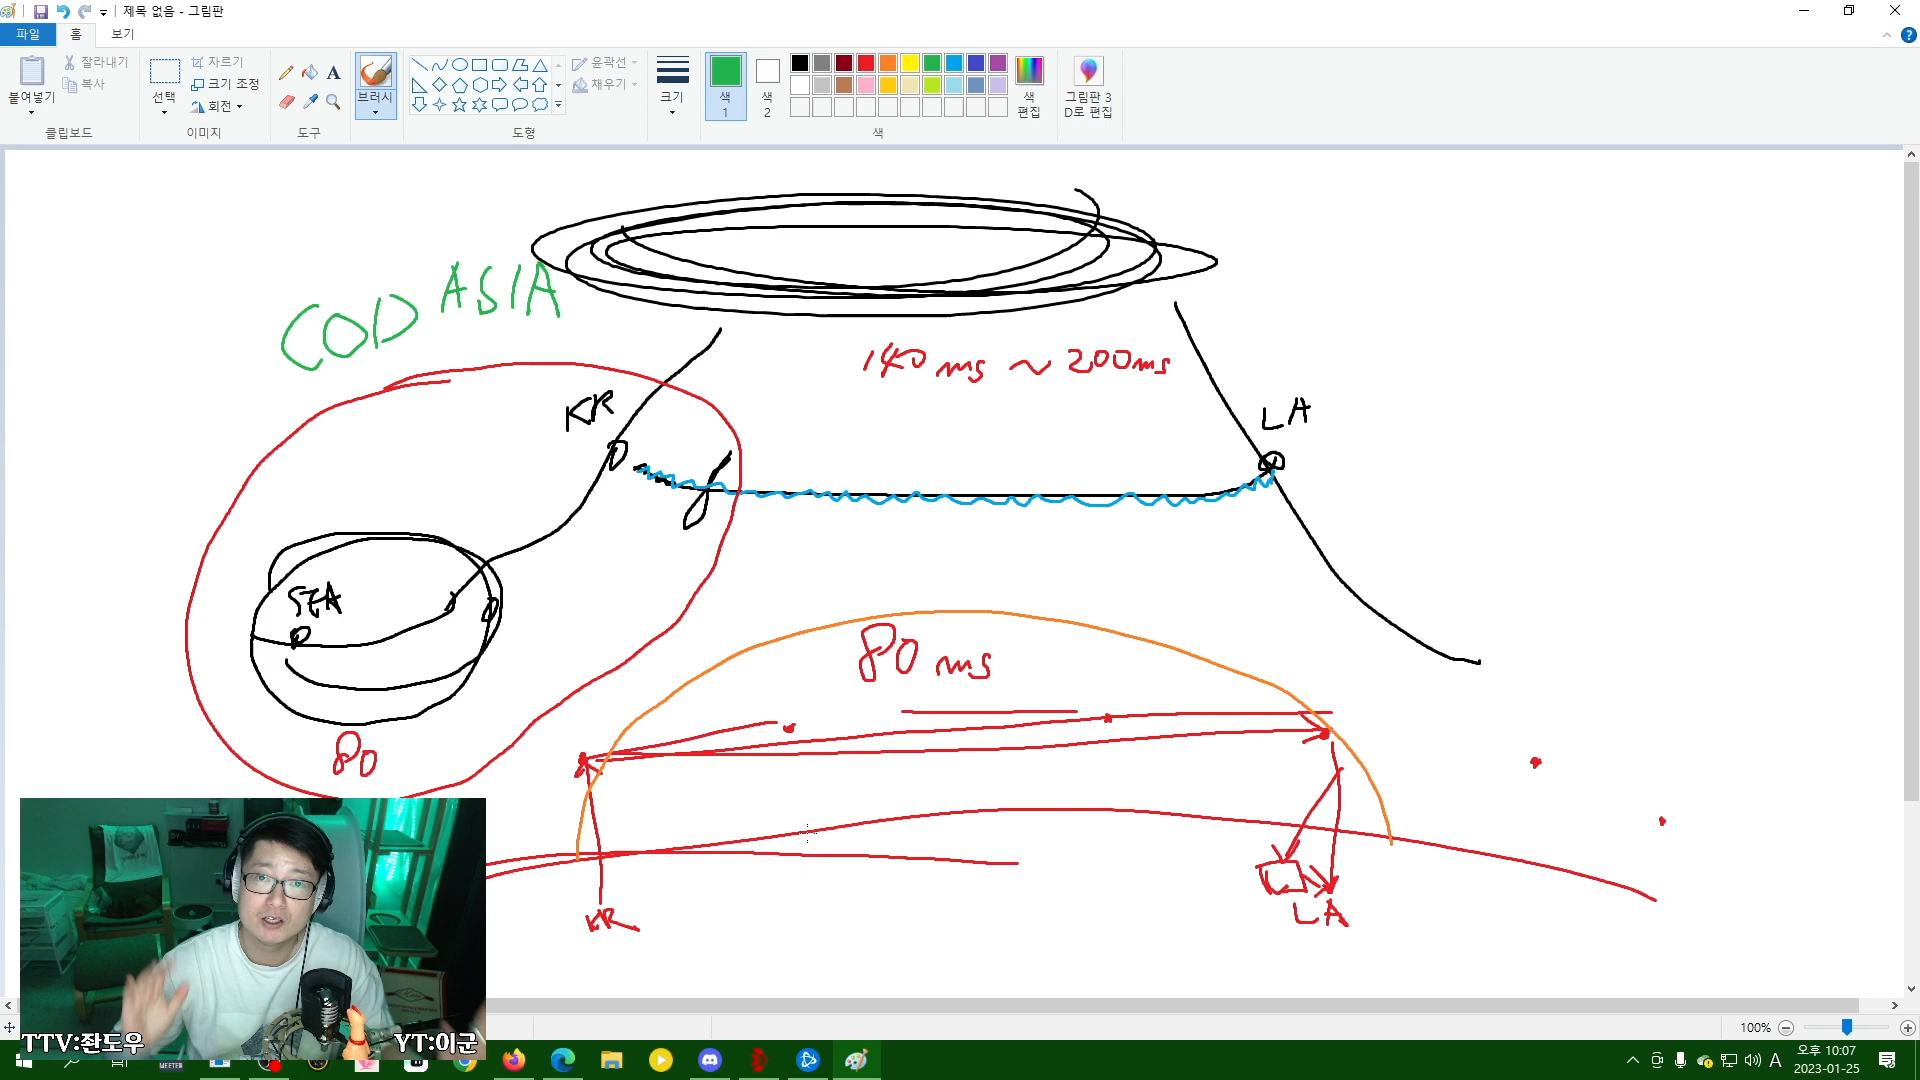 제목 없음 - 그림판
파일 홈 보기
붙여넣기 잘라내기 복사
클립보드
선택 자르기 크기 조정 회전
이미지
A
도구
브러시
윤곽선 채우기
도형
크기
색 1
색 2
색 편집
색
그림판 3D로 편집
COD ASIA
140ms ~ 200ms
KR
LA
J
SEA
80
80 ms
KR
LA
TTV:좐도우
YT:이군
100%
MEETER
A
오후 10:07
2023-01-25